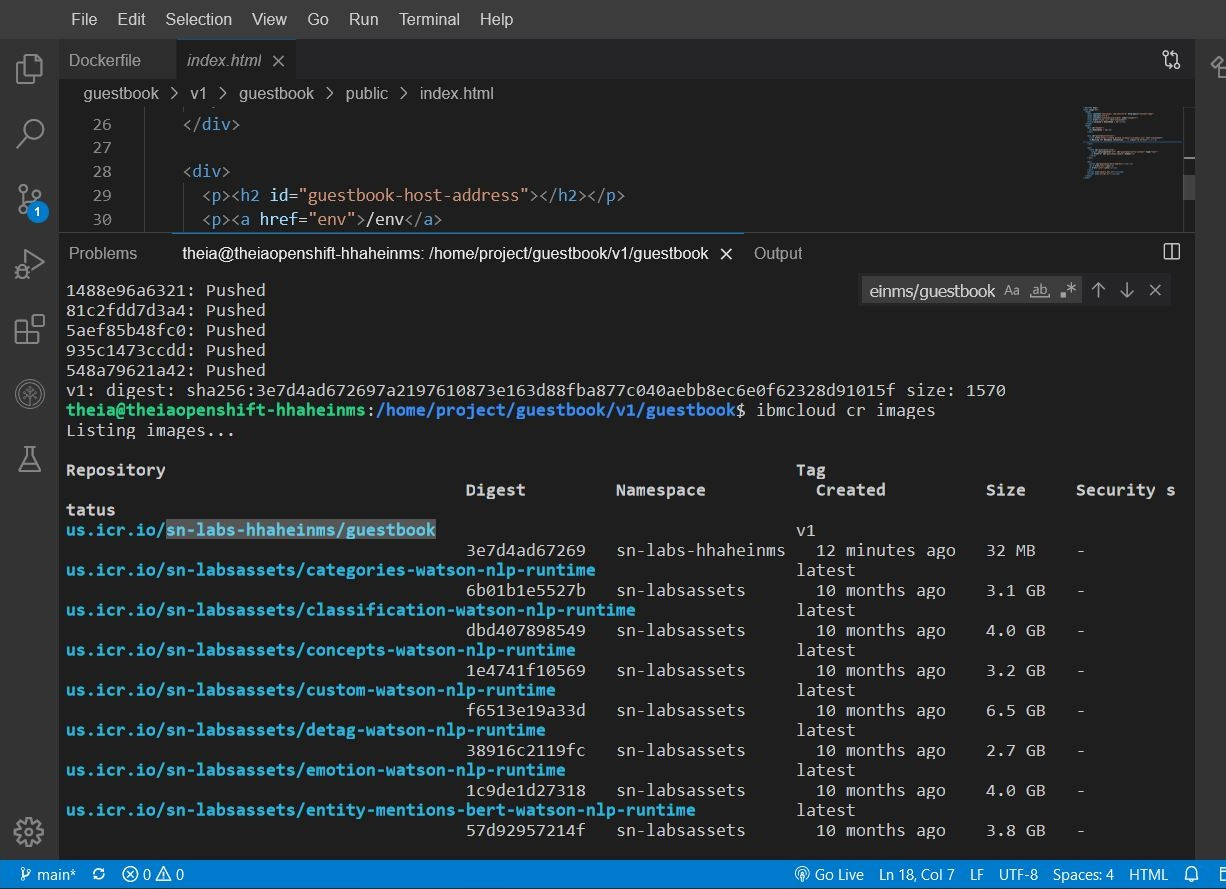 File Edit Selection View Go Run Terminal Help
Dockerfile index.html
guestbook > v1 > guestbook > public > index.html
26 </div>
27
28 <div>
29 <p><h2 id="guestbook-host-address"></h2></p>
30 <p><a href="env">/env</a>
1
Problems theia@theiaopenshift-hhaheinms: /home/project/guestbook/v1/guestbook Output
einms/guestbook Aa ab .*
1488e96a6321: Pushed
81c2fdd7d3a4: Pushed
5aef85b48fc0: Pushed
935c1473ccdd: Pushed
548a79621a42: Pushed
v1: digest: sha256:3e7d4ad672697a2197610873e163d88fba877c040aebb8ec6e0f62328d91015f size: 1570
theia@theiaopenshift-hhaheinms:/home/project/guestbook/v1/guestbook$ ibmcloud cr images
Listing images...
Repository Tag
Digest Namespace Created Size Security s
tatus
us.icr.io/sn-labs-hhaheinms/guestbook v1
3e7d4ad67269 sn-labs-hhaheinms 12 minutes ago 32 MB -
us.icr.io/sn-labsassets/categories-watson-nlp-runtime latest
6b01b1e5527b sn-labsassets 10 months ago 3.1 GB -
us.icr.io/sn-labsassets/classification-watson-nlp-runtime latest
dbd407898549 sn-labsassets 10 months ago 4.0 GB -
us.icr.io/sn-labsassets/concepts-watson-nlp-runtime latest
1e4741f10569 sn-labsassets 10 months ago 3.2 GB -
us.icr.io/sn-labsassets/custom-watson-nlp-runtime latest
f6513e19a33d sn-labsassets 10 months ago 6.5 GB -
us.icr.io/sn-labsassets/detag-watson-nlp-runtime latest
38916c2119fc sn-labsassets 10 months ago 2.7 GB -
us.icr.io/sn-labsassets/emotion-watson-nlp-runtime latest
1c9de1d27318 sn-labsassets 10 months ago 4.0 GB -
us.icr.io/sn-labsassets/entity-mentions-bert-watson-nlp-runtime latest
57d92957214f sn-labsassets 10 months ago 3.8 GB -
main* 0 0 Go Live Ln 18, Col 7 LF UTF-8 Spaces: 4 HTML